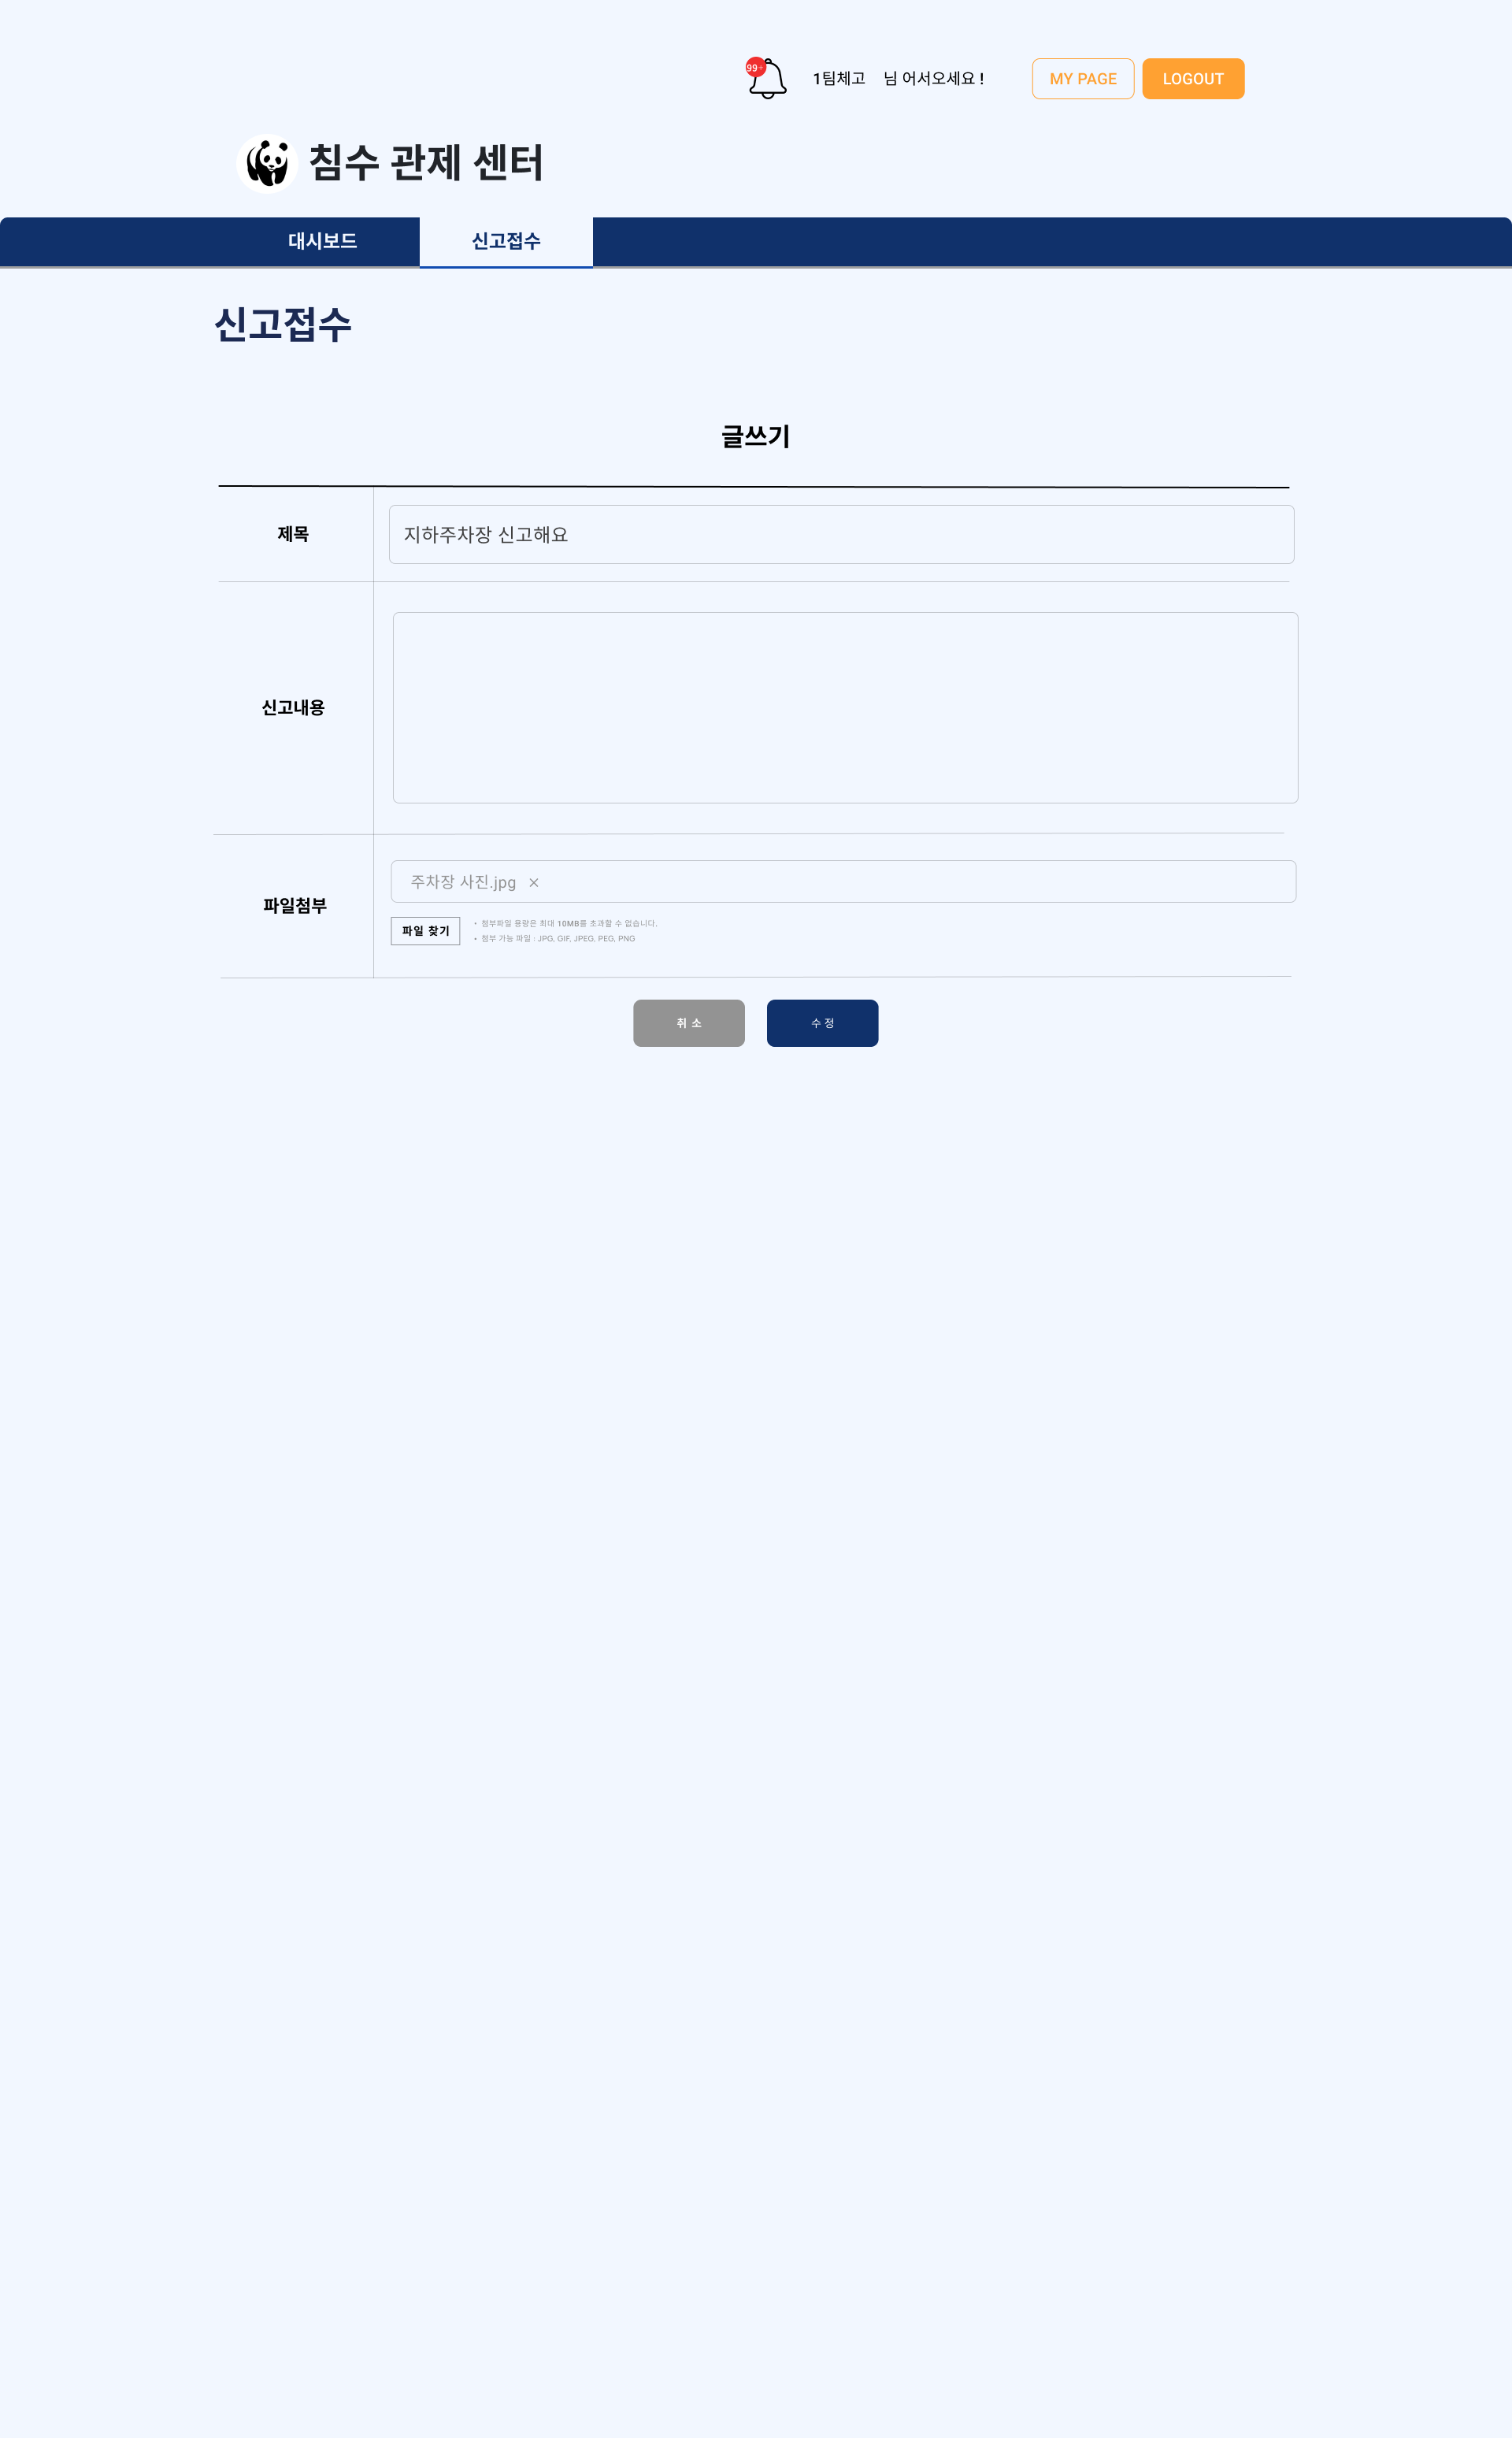 99+
1팀체고 님 어서오세요 !
MY PAGE
LOGOUT
침수 관제 센터
대시보드
신고접수
신고접수
글쓰기
제목
지하주차장 신고해요
신고내용
파일첨부
주차장 사진.jpg ×
파일 찾기
• 첨부파일 용량은 최대 10MB를 초과할 수 없습니다.
• 첨부 가능 파일 : JPG, GIF, JPEG, PEG, PNG
취 소
수 정